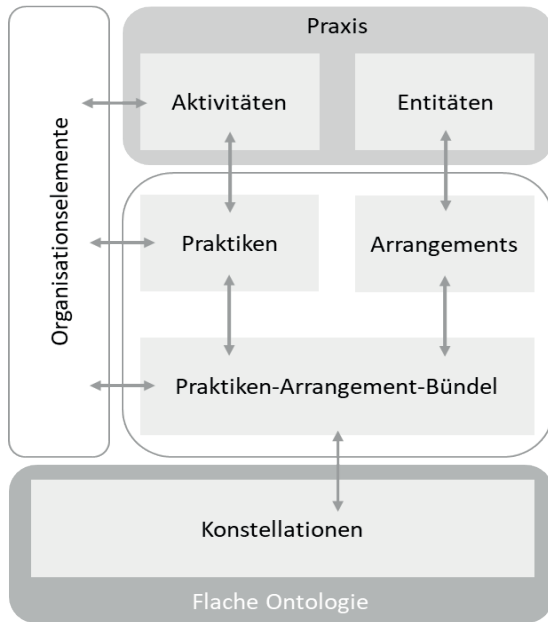 Praxis
Organisationselemente
Aktivitäten
Entitäten
Praktiken
Arrangements
Praktiken-Arrangement-Bündel
Konstellationen
Flache Ontologie